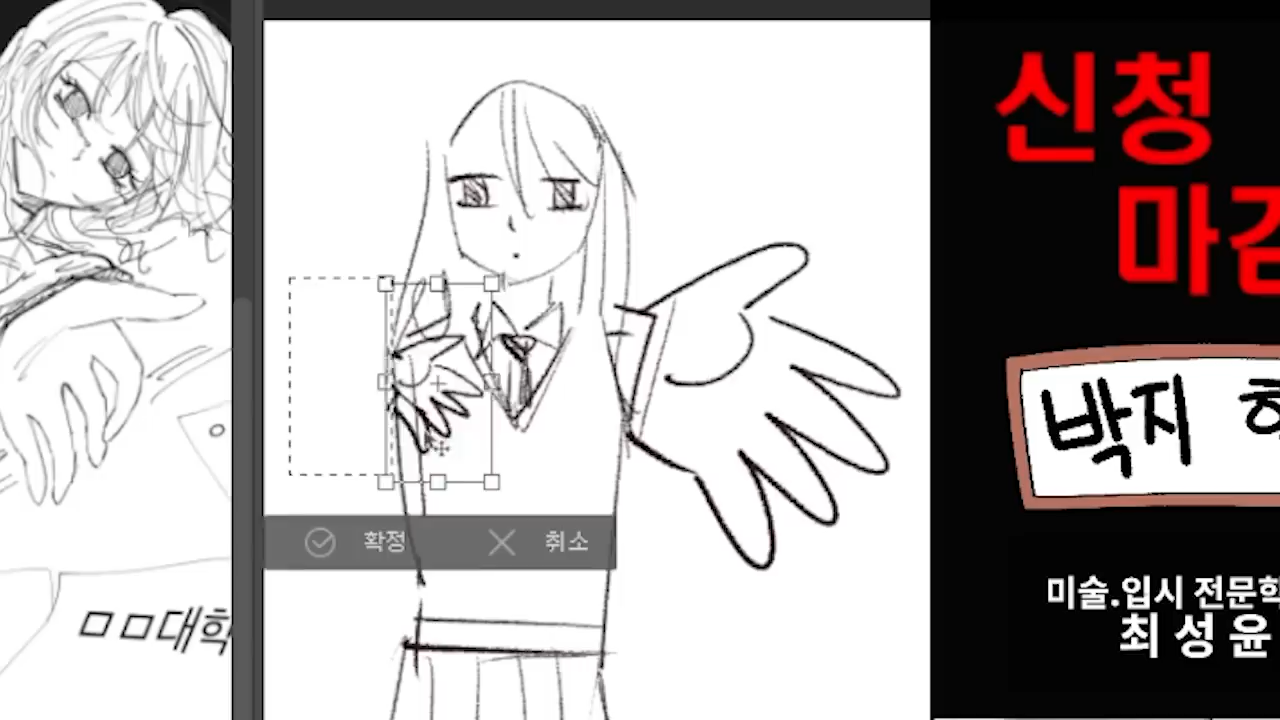 신청
마감
박지
미술.입시 전문학
최성윤
확정 취소
ㅁㅁ대학